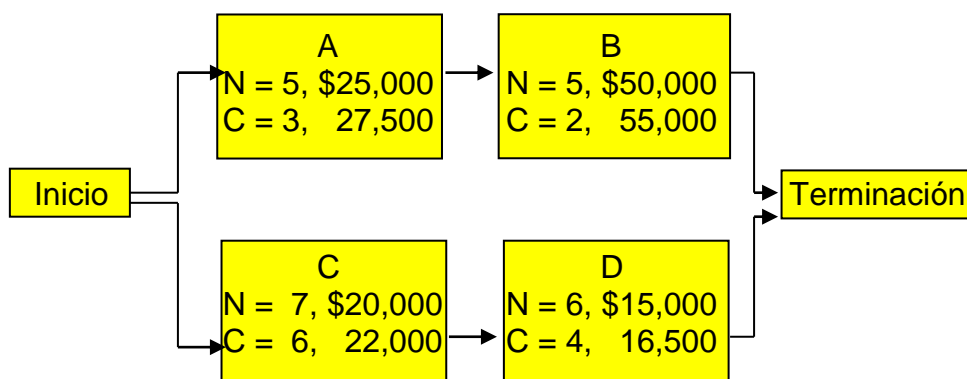 A
N = 5, $25,000
C = 3, 27,500
B
N = 5, $50,000
C = 2, 55,000
Inicio
Terminación
C
N = 7, $20,000
C = 6, 22,000
D
N = 6, $15,000
C = 4, 16,500